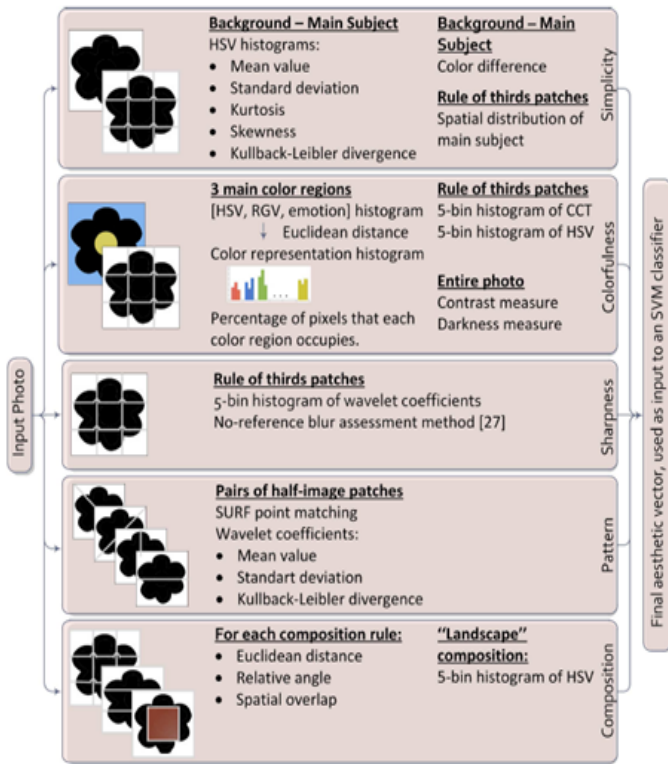 Input Photo
Background – Main Subject
HSV histograms:
• Mean value
• Standard deviation
• Kurtosis
• Skewness
• Kullback-Leibler divergence
Background – Main
Subject
Color difference
Rule of thirds patches
Spatial distribution of
main subject
Simplicity
3 main color regions
[HSV, RGV, emotion] histogram
↓ Euclidean distance
Color representation histogram
...
Percentage of pixels that each
color region occupies.
Rule of thirds patches
5-bin histogram of CCT
5-bin histogram of HSV
Entire photo
Contrast measure
Darkness measure
Colorfulness
Rule of thirds patches
5-bin histogram of wavelet coefficients
No-reference blur assessment method [27]
Sharpness
Pairs of half-image patches
SURF point matching
Wavelet coefficients:
• Mean value
• Standart deviation
• Kullback-Leibler divergence
Pattern
For each composition rule:
• Euclidean distance
• Relative angle
• Spatial overlap
“Landscape”
composition:
5-bin histogram of HSV
Composition
Final aesthetic vector, used as input to an SVM classifier